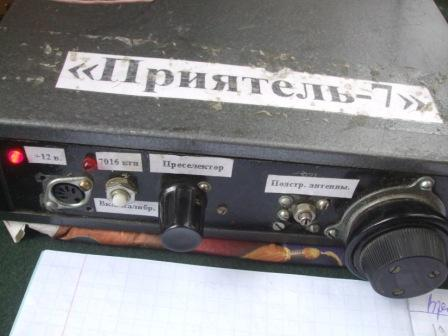 «Приятель-7»
+12 в.
7016 кгц
Преселектор
Подстр. антенны.